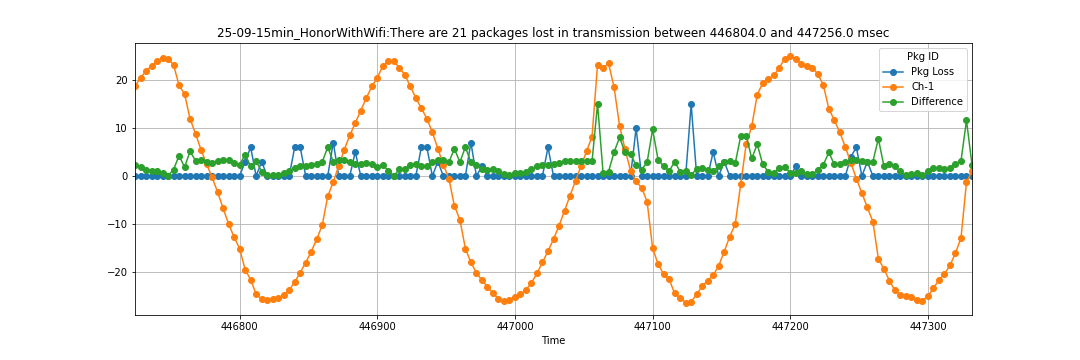 25-09-15min_HonorWithWifi:There are 21 packages lost in transmission between 446804.0 and 447256.0 msec
Pkg ID
Pkg Loss
Ch-1
Difference
20
10
0
−10
−20
446800 446900 447000 447100 447200 447300
Time